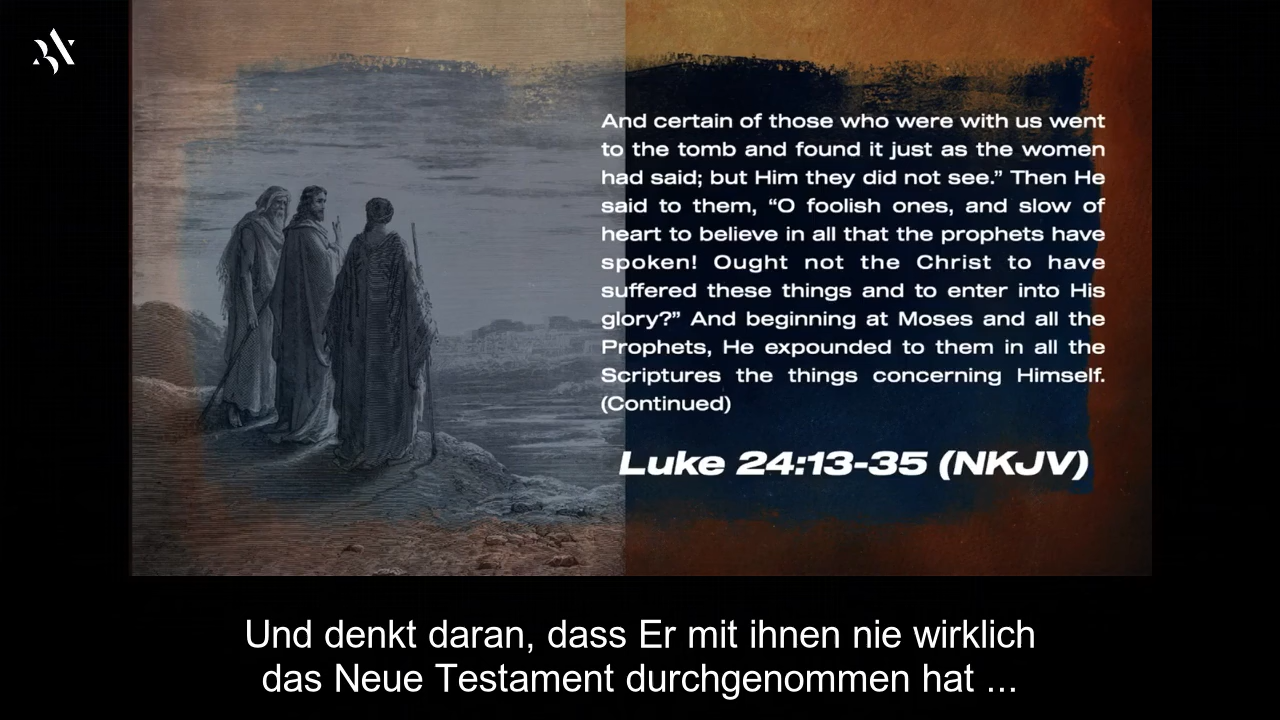 And certain of those who were with us went
to the tomb and found it just as the women
had said; but Him they did not see.” Then He
said to them, “O foolish ones, and slow of
heart to believe in all that the prophets have
spoken! Ought not the Christ to have
suffered these things and to enter into His
glory?” And beginning at Moses and all the
Prophets, He expounded to them in all the
Scriptures the things concerning Himself.
(Continued)
Luke 24:13-35 (NKJV)
Und denkt daran, dass Er mit ihnen nie wirklich
das Neue Testament durchgenommen hat ...